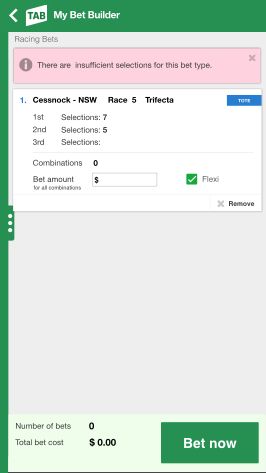 TAB My Bet Builder
Racing Bets
There are insufficient selections for this bet type.
1. Cessnock - NSW Race 5 Trifecta TOTE
1st Selections: 7
2nd Selections: 5
3rd Selections:
Combinations 0
Bet amount $ Flexi
for all combinations
Remove
Number of bets 0
Total bet cost $ 0.00
Bet now